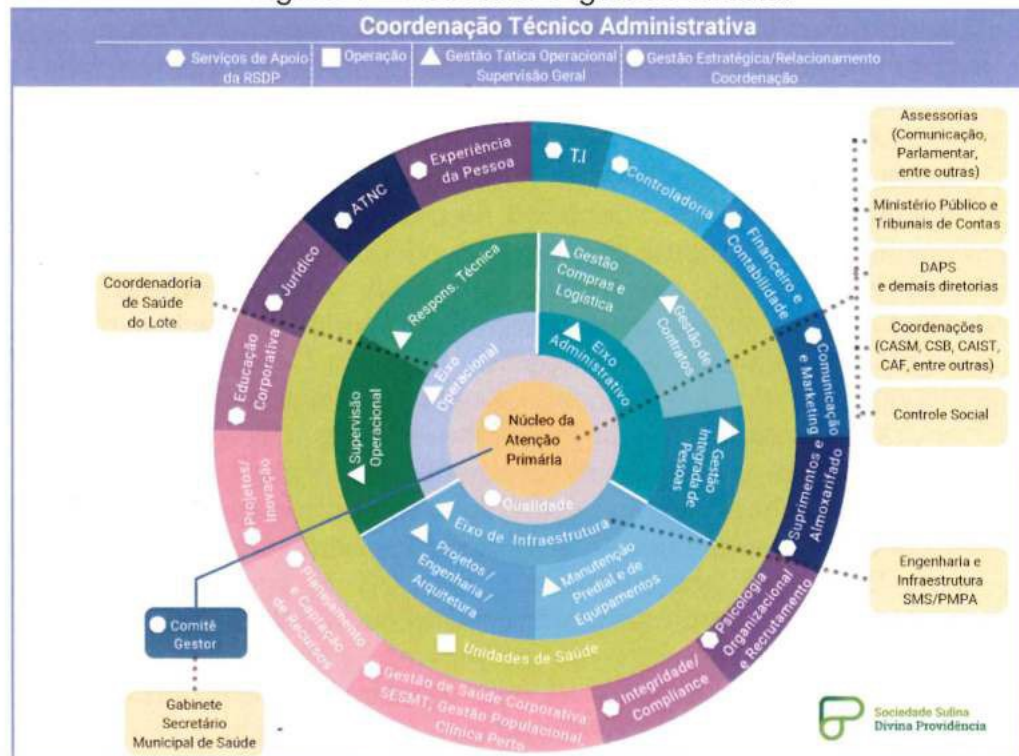 Coordenação Técnico Administrativa
Serviços de Apoio
da RSDP
Operação
Gestão Tática Operacional
Supervisão Geral
Gestão Estratégica/Relacionamento
Coordenação
Experiência
da Pessoa
T.I
Controladoria
Financeiro e
Contabilidade
Comunicação
e Marketing
Suprimentos e
Almoxarifado
Psicologia
Organizacional
e Recrutamento
Integridade/
Compliance
Gestão de Saúde Corporativa:
SESMT, Gestão Populacional,
Clínica Perto
Planejamento
e Captação
de Recursos
Projetos/
Inovação
Educação
Corporativa
Jurídico
ATNC
Unidades de Saúde
Respons. Técnica
Supervisão
Operacional
Eixo
Operacional
Gestão
Compras e
Logística
Gestão de
Contratos
Eixo
Administrativo
Gestão
Integrada de
Pessoas
Núcleo da
Atenção
Primária
Qualidade
Eixo de Infraestrutura
Projetos /
Engenharia /
Arquitetura
Manutenção
Predial e de
Equipamentos
Coordenadoria
de Saúde
do Lote
Assessorias
(Comunicação,
Parlamentar,
entre outras)
Ministério Público e
Tribunais de Contas
DAPS
e demais diretorias
Coordenações
(CASM, CSB, CAIST,
CAF, entre outras)
Controle Social
Engenharia e
Infraestrutura
SMS/PMPA
Comitê
Gestor
Gabinete
Secretário
Municipal de Saúde
Sociedade Sulina
Divina Providência